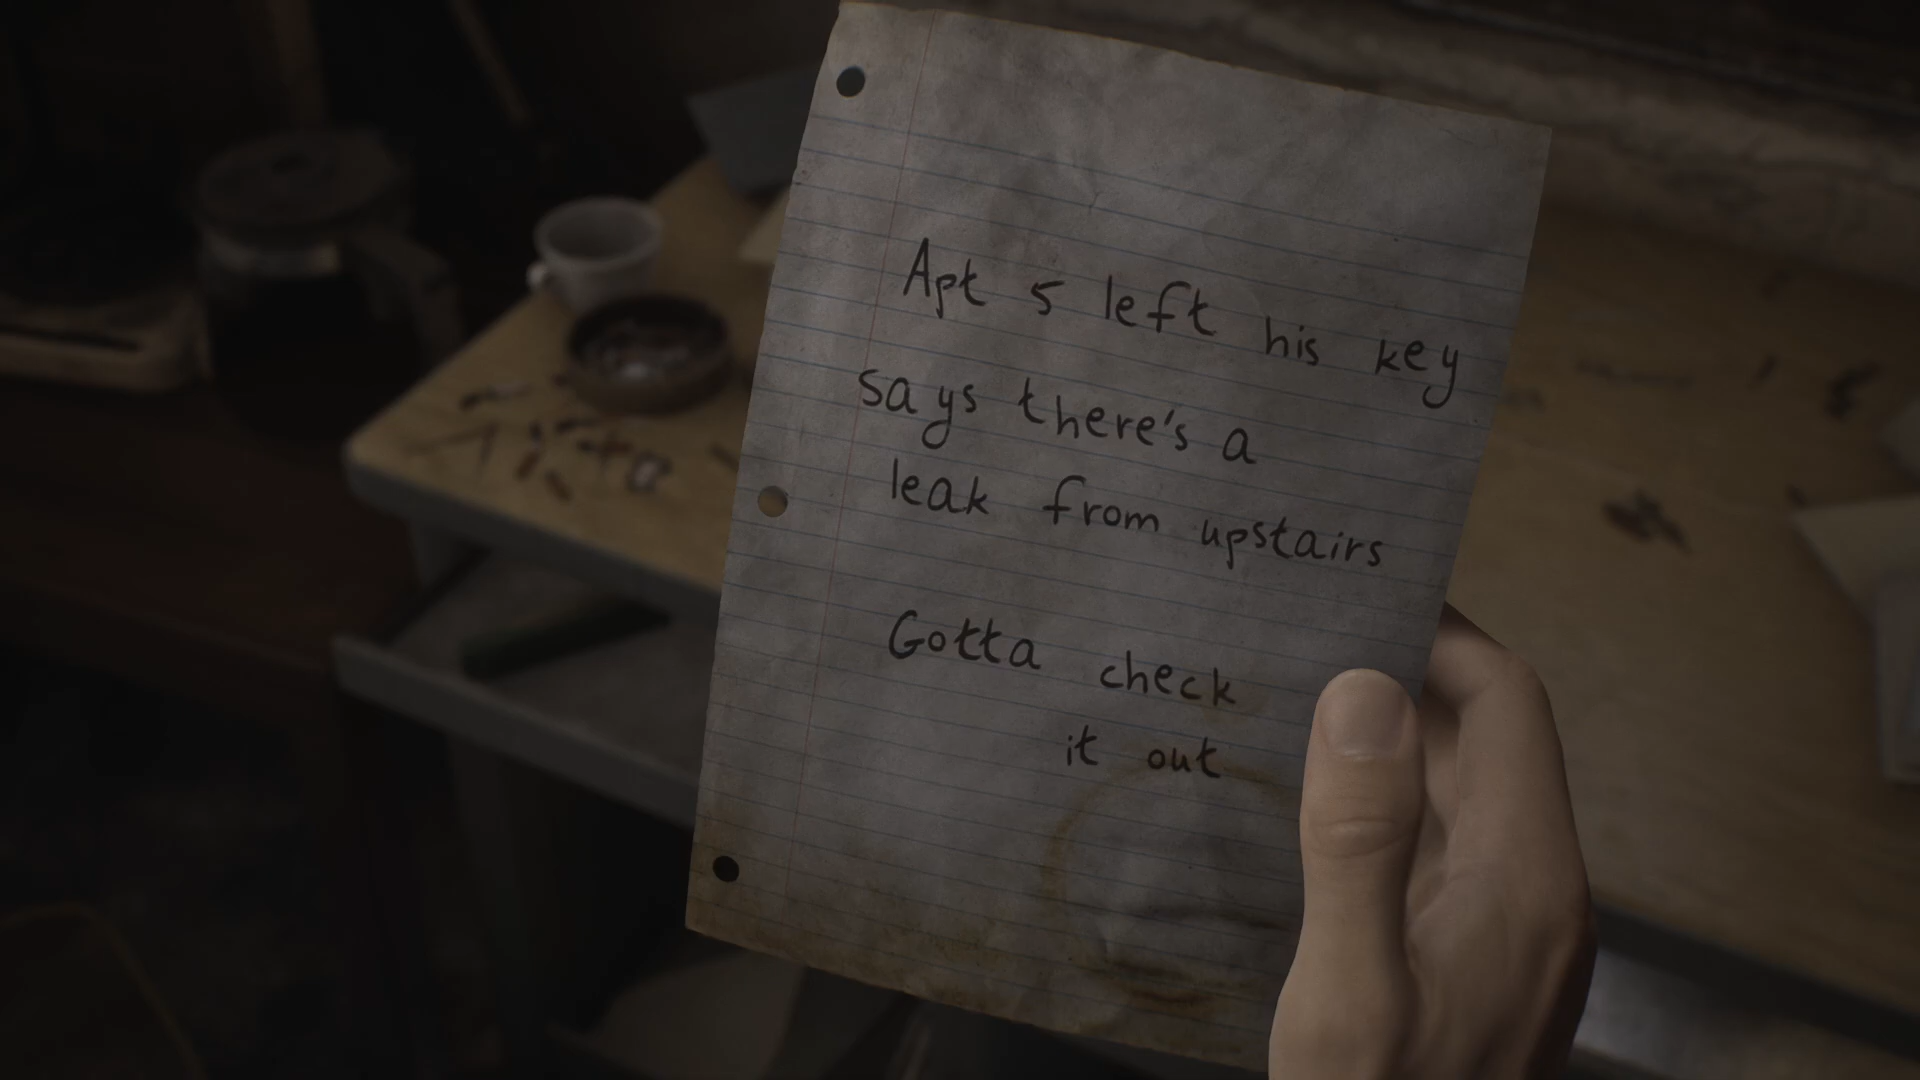 Apt 5 left his key
says there's a
leak from upstairs
Gotta check
it out